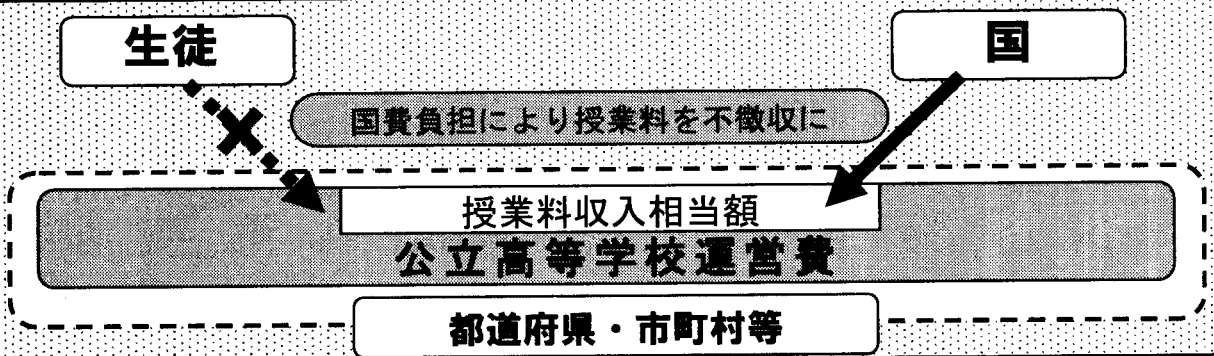 生徒
国
国費負担により授業料を不徴収に
授業料収入相当額
公立高等学校運営費
都道府県・市町村等